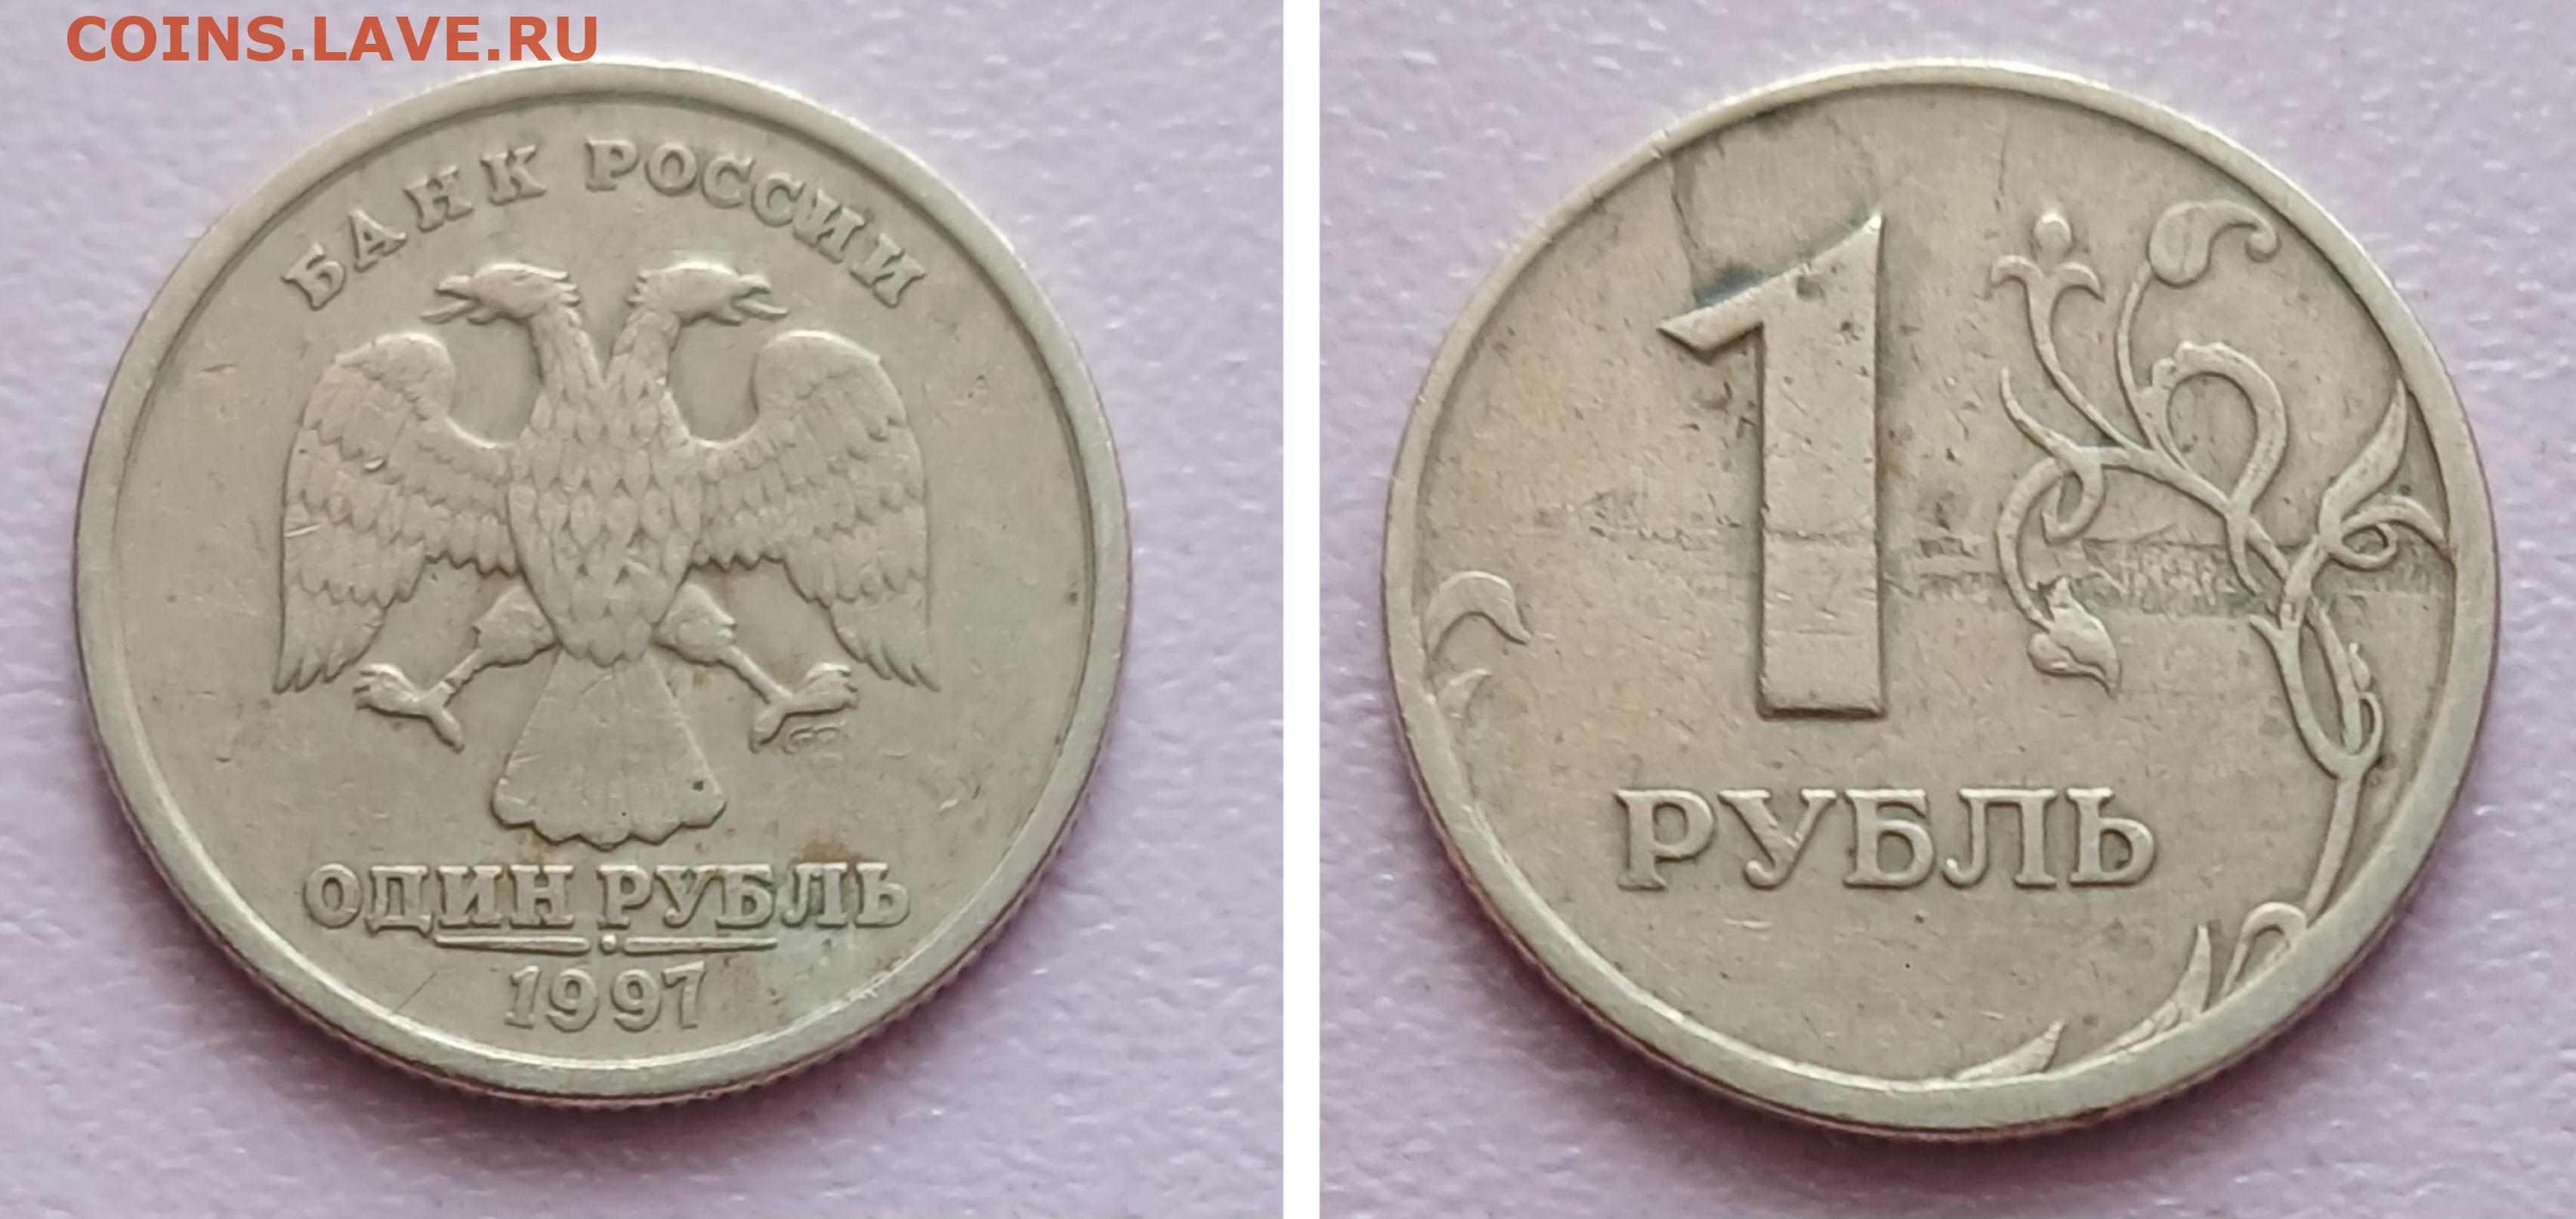 COINS.LAVE.RU
БАНК РОССИИ
ОДИН РУБЛЬ
1997
1
РУБЛЬ